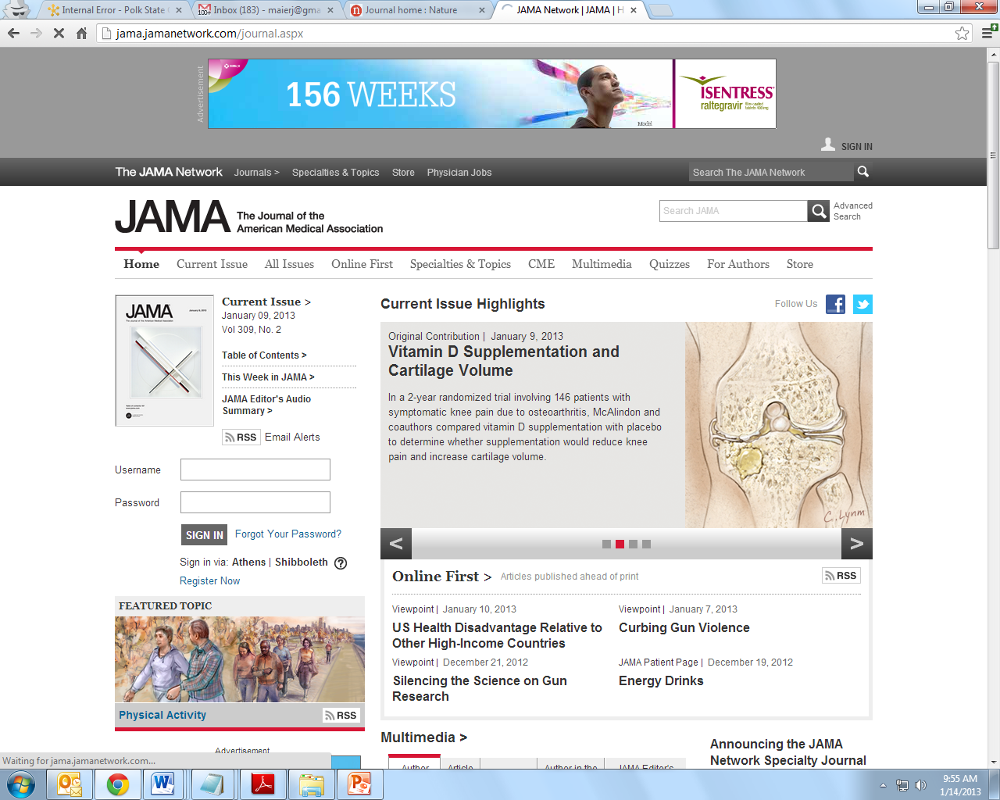 Internal Error - Polk State
Inbox (183) - maierj@gma
Journal home : Nature
JAMA Network | JAMA | H
jama.jamanetwork.com/journal.aspx
Advertisement
156 WEEKS
Model
ISENTRESS
raltegravir
SIGN IN
The JAMA Network
Journals >
Specialties & Topics
Store
Physician Jobs
Search The JAMA Network
JAMA The Journal of the
American Medical Association
Search JAMA
Advanced
Search
Home
Current Issue
All Issues
Online First
Specialties & Topics
CME
Multimedia
Quizzes
For Authors
Store
JAMA
Current Issue >
January 09, 2013
Vol 309, No. 2
Table of Contents >
This Week in JAMA >
JAMA Editor's Audio
Summary >
RSS Email Alerts
Username
Password
SIGN IN Forgot Your Password?
Sign in via: Athens | Shibboleth ?
Register Now
FEATURED TOPIC
Physical Activity
RSS
Advertisement
Current Issue Highlights
Follow Us
Original Contribution | January 9, 2013
Vitamin D Supplementation and
Cartilage Volume
In a 2-year randomized trial involving 146 patients with
symptomatic knee pain due to osteoarthritis, McAlindon and
coauthors compared vitamin D supplementation with placebo
to determine whether supplementation would reduce knee
pain and increase cartilage volume.
C. Lynm
< >
Online First > Articles published ahead of print
RSS
Viewpoint | January 10, 2013
US Health Disadvantage Relative to
Other High-Income Countries
Viewpoint | January 7, 2013
Curbing Gun Violence
Viewpoint | December 21, 2012
Silencing the Science on Gun
Research
JAMA Patient Page | December 19, 2012
Energy Drinks
Multimedia >
Author
Article
Author in the
JAMA Editor's
Announcing the JAMA
Network Specialty Journal
Waiting for jama.jamanetwork.com...
9:55 AM
1/14/2013